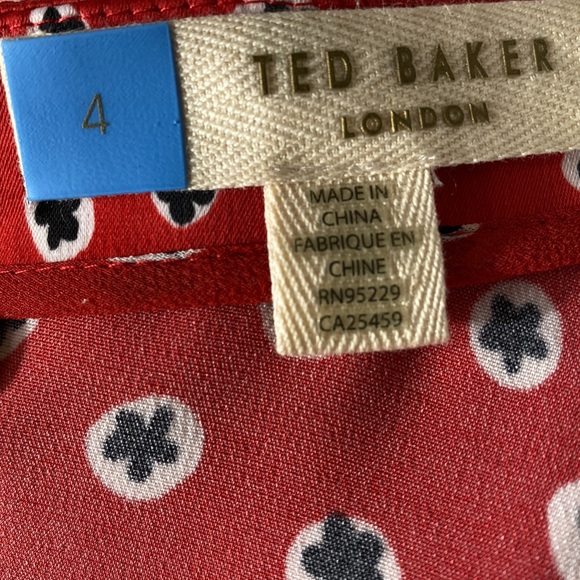 4
TED BAKER
LONDON
MADE IN
CHINA
FABRIQUE EN
CHINE
RN95229
CA25459